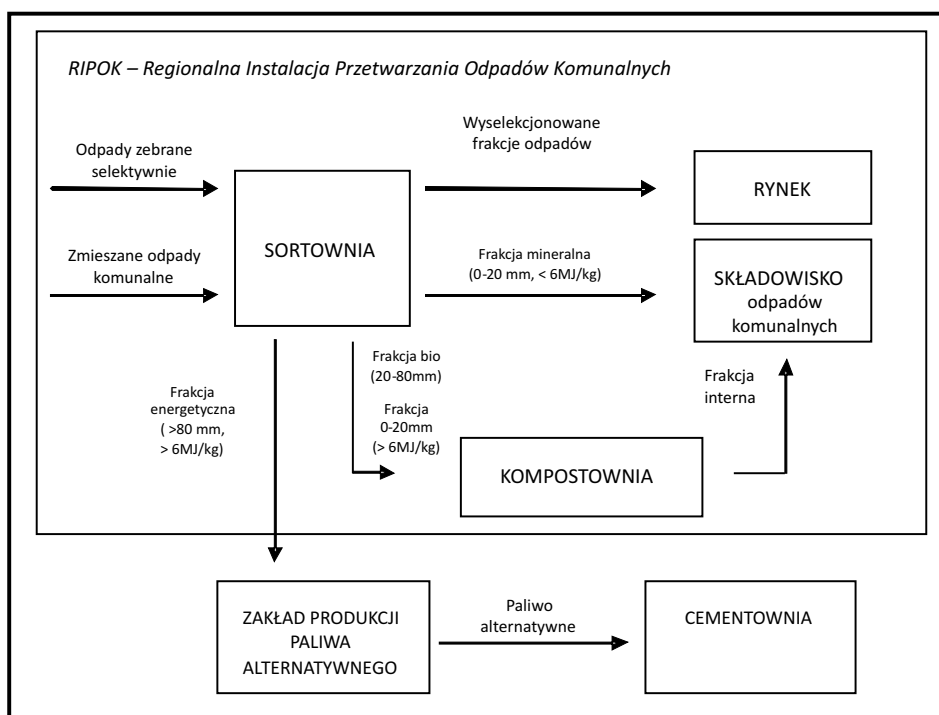 RIPOK – Regionalna Instalacja Przetwarzania Odpadów Komunalnych
Odpady zebrane
selektywnie
Zmieszane odpady
komunalne
SORTOWNIA
Wyselekcjonowane
frakcje odpadów
RYNEK
Frakcja mineralna
(0-20 mm, < 6MJ/kg)
SKŁADOWISKO
odpadów
komunalnych
Frakcja
energetyczna
( >80 mm,
> 6MJ/kg)
Frakcja bio
(20-80mm)
Frakcja
0-20mm
(> 6MJ/kg)
KOMPOSTOWNIA
Frakcja
interna
ZAKŁAD PRODUKCJI
PALIWA
ALTERNATYWNEGO
Paliwo
alternatywne
CEMENTOWNIA